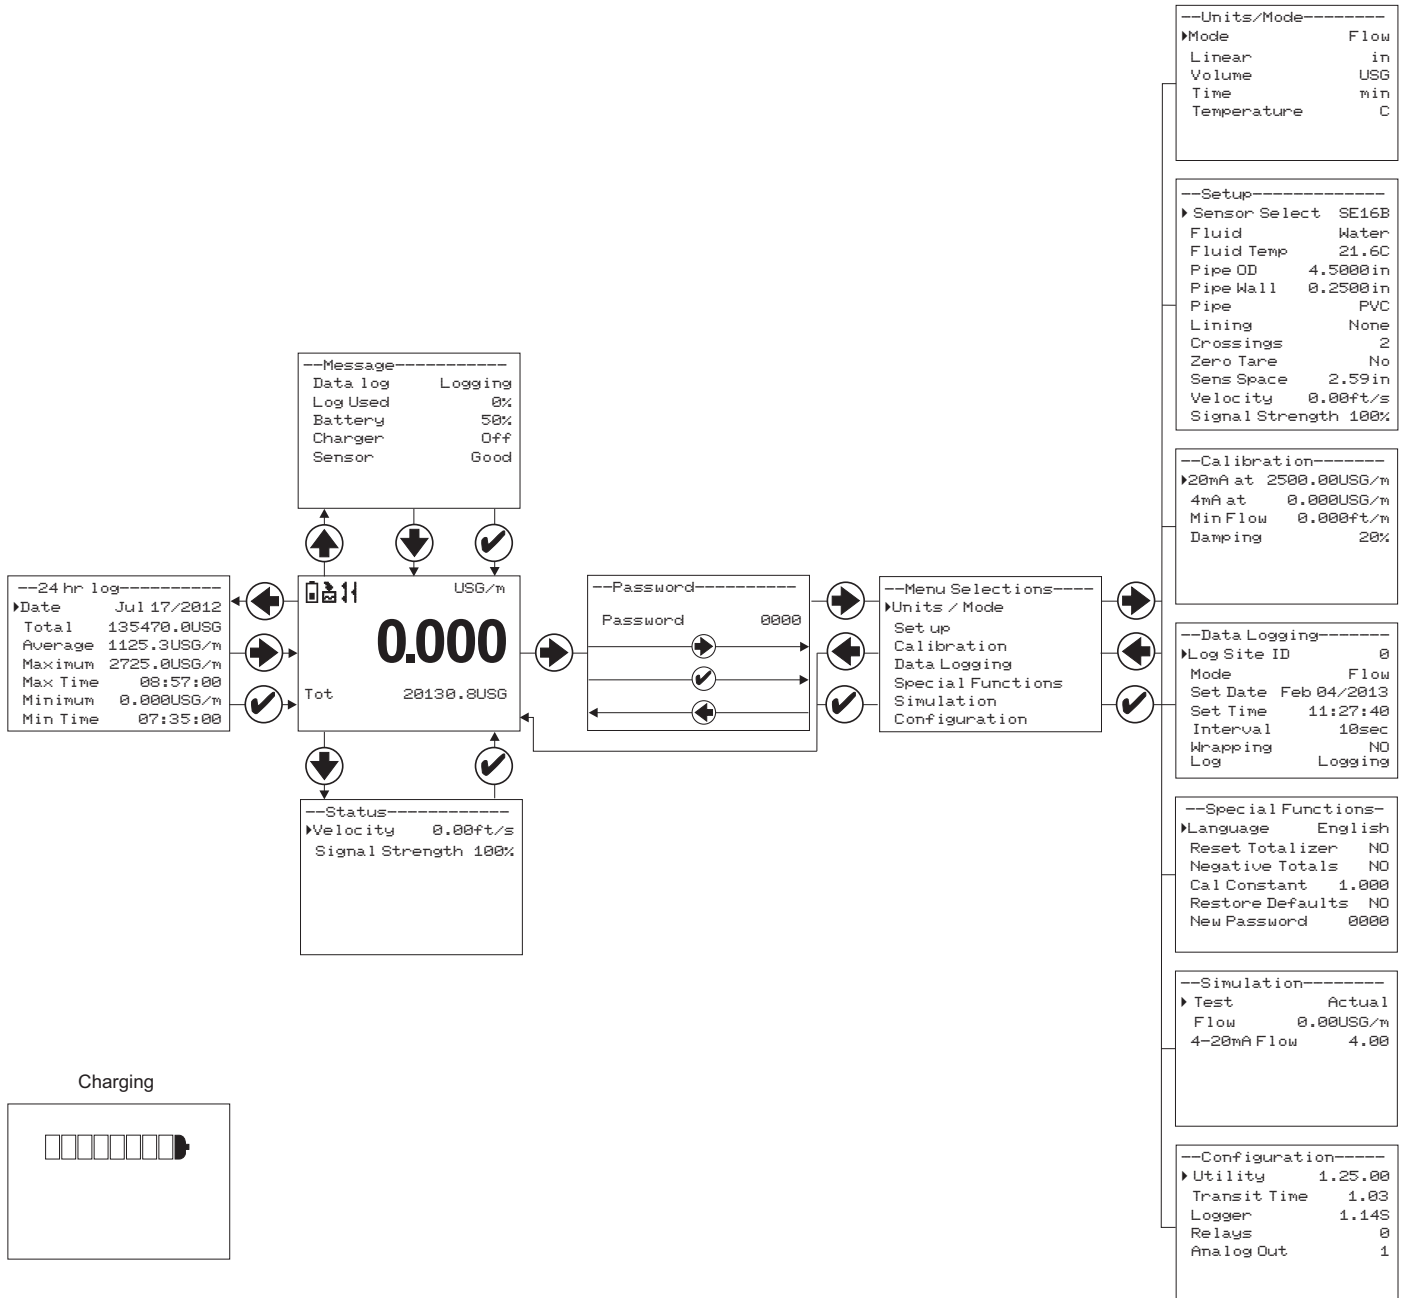 --Message-----------
Data log Logging
Log Used 0%
Battery 50%
Charger Off
Sensor Good
--24 hr log----------
Date Jul 17/2012
Total 135470.0USG
Average 1125.3USG/m
Maximum 2725.0USG/m
Max Time 08:57:00
Minimum 0.000USG/m
Min Time 07:35:00
USG/m
0.000
Tot 20130.8USG
--Status------------
Velocity 0.00ft/s
Signal Strength 100%
--Password----------
Password 0000
--Menu Selections----
Units / Mode
Set up
Calibration
Data Logging
Special Functions
Simulation
Configuration
--Units/Mode--------
Mode Flow
Linear in
Volume USG
Time min
Temperature C
--Setup-------------
Sensor Select SE16B
Fluid Water
Fluid Temp 21.6C
Pipe OD 4.5000in
Pipe Wall 0.2500in
Pipe PVC
Lining None
Crossings 2
Zero Tare No
Sens Space 2.59in
Velocity 0.00ft/s
Signal Strength 100%
--Calibration-------
20mA at 2500.00USG/m
4mA at 0.000USG/m
Min Flow 0.000ft/m
Damping 20%
--Data Logging-------
Log Site ID 0
Mode Flow
Set Date Feb 04/2013
Set Time 11:27:40
Interval 10sec
Wrapping NO
Log Logging
--Special Functions-
Language English
Reset Totalizer NO
Negative Totals NO
Cal Constant 1.000
Restore Defaults NO
New Password 0000
--Simulation--------
Test Actual
Flow 0.00USG/m
4-20mA Flow 4.00
--Configuration-----
Utility 1.25.00
Transit Time 1.03
Logger 1.14S
Relays 0
Analog Out 1
Charging